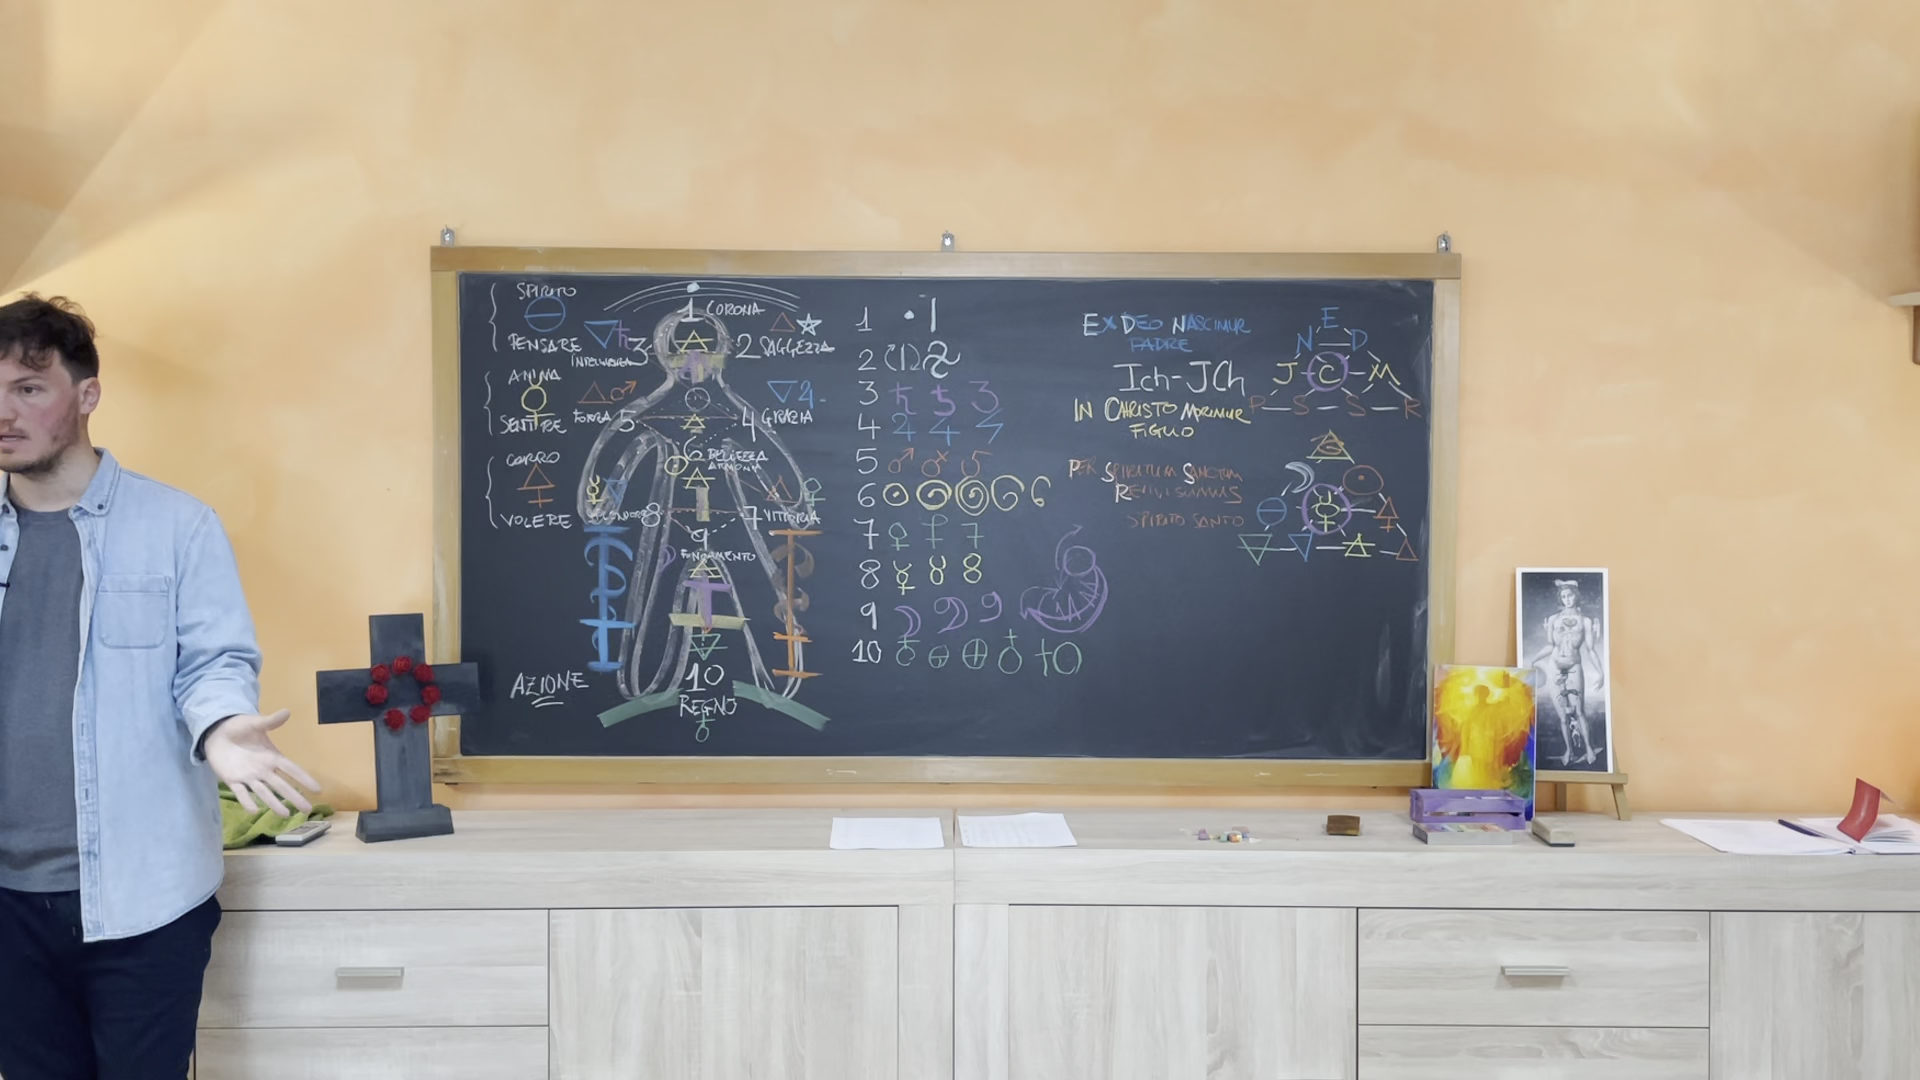 SPIRITO
PENSARE
ANIMA
SENTIRE
CORPO
VOLERE
AZIONE
1 CORONA
2 SAGGEZZA
3
INTELLIGENZA
4 GRAZIA
5
FORZA
6 BELLEZZA
ARMONIA
7 VITTORIA
8
SPLENDORE
9
FONDAMENTO
10
REGNO
1
2
3
4
5
6
7
8
9
10
EX DEO NASCIMUR
PADRE
Ich-JCh
IN CHRISTO MORIMUR
FIGLIO
PER SPIRITUM SANCTUM
REVIVISCIMUS
SPIRITO SANTO
E
N D
J C M
P S S R